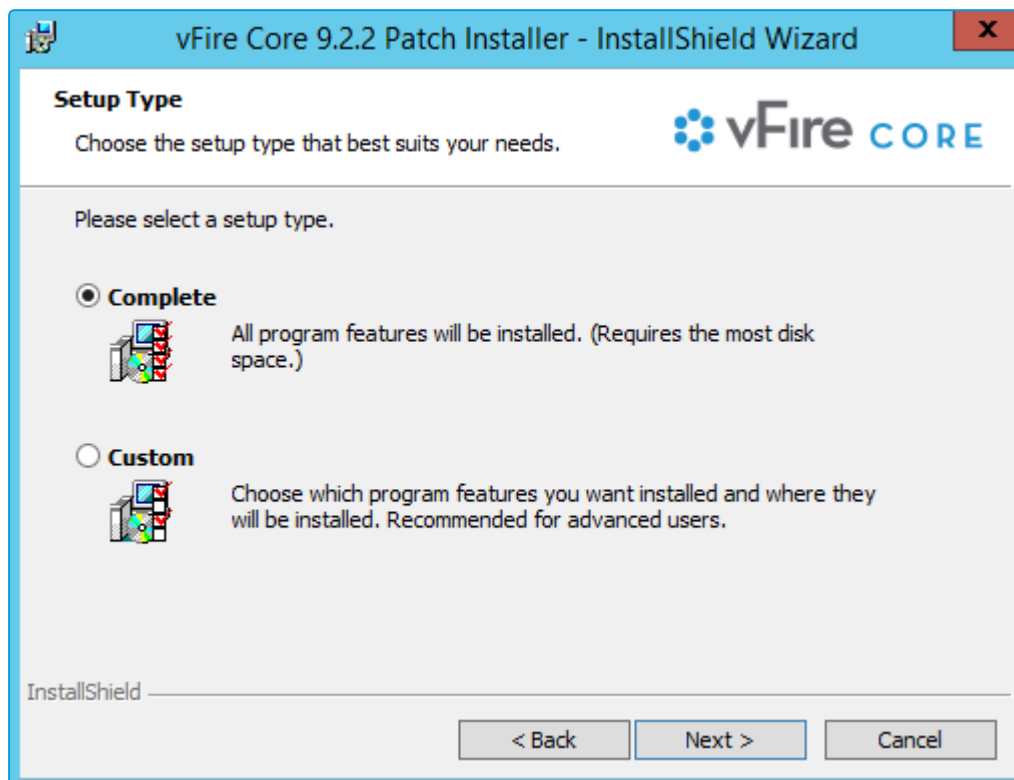 vFire Core 9.2.2 Patch Installer - InstallShield Wizard
x
Setup Type
Choose the setup type that best suits your needs.
vFire CORE
Please select a setup type.
Complete
All program features will be installed. (Requires the most disk
space.)
Custom
Choose which program features you want installed and where they
will be installed. Recommended for advanced users.
InstallShield
< Back
Next >
Cancel